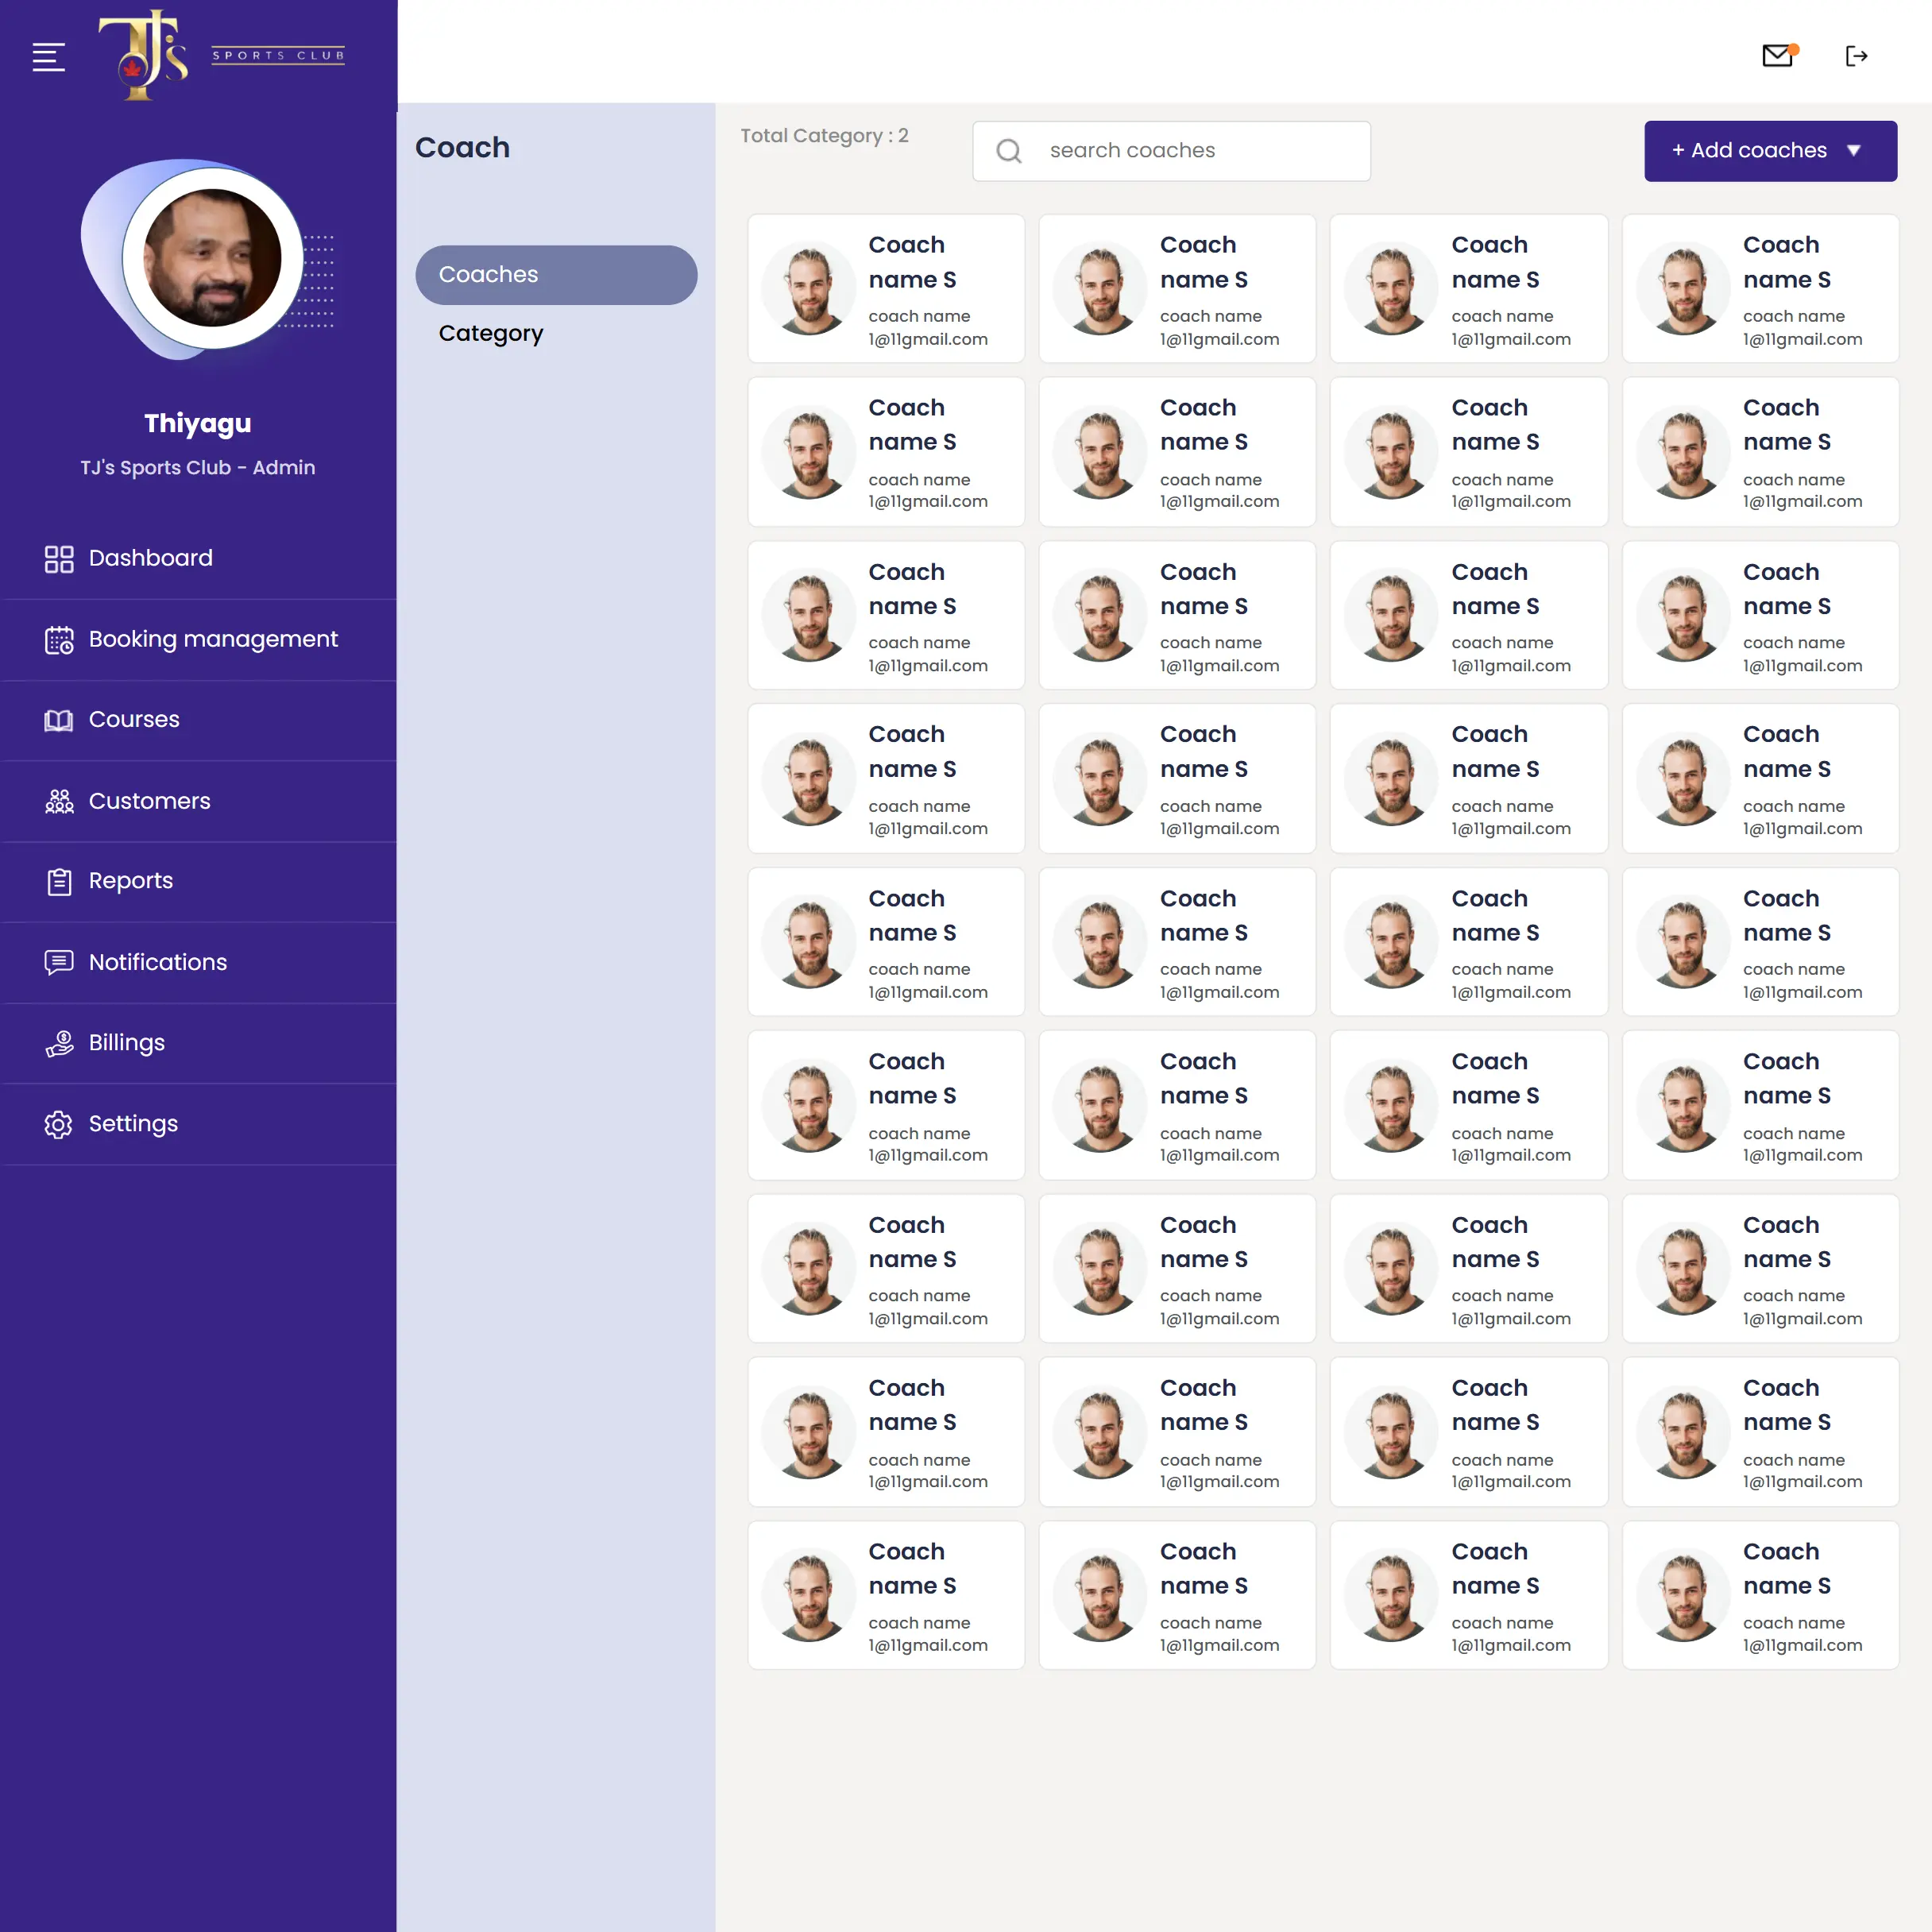 TJ's
SPORTS CLUB
Thiyagu
TJ's Sports Club - Admin
Dashboard
Booking management
Courses
Customers
Reports
Notifications
Billings
Settings
Coach
Coaches
Category
Total Category : 2
search coaches
+ Add coaches
Coach Coach Coach Coach
name S name S name S name S
coach name coach name coach name coach name
1@11gmail.com 1@11gmail.com 1@11gmail.com 1@11gmail.com
Coach Coach Coach Coach
name S name S name S name S
coach name coach name coach name coach name
1@11gmail.com 1@11gmail.com 1@11gmail.com 1@11gmail.com
Coach Coach Coach Coach
name S name S name S name S
coach name coach name coach name coach name
1@11gmail.com 1@11gmail.com 1@11gmail.com 1@11gmail.com
Coach Coach Coach Coach
name S name S name S name S
coach name coach name coach name coach name
1@11gmail.com 1@11gmail.com 1@11gmail.com 1@11gmail.com
Coach Coach Coach Coach
name S name S name S name S
coach name coach name coach name coach name
1@11gmail.com 1@11gmail.com 1@11gmail.com 1@11gmail.com
Coach Coach Coach Coach
name S name S name S name S
coach name coach name coach name coach name
1@11gmail.com 1@11gmail.com 1@11gmail.com 1@11gmail.com
Coach Coach Coach Coach
name S name S name S name S
coach name coach name coach name coach name
1@11gmail.com 1@11gmail.com 1@11gmail.com 1@11gmail.com
Coach Coach Coach Coach
name S name S name S name S
coach name coach name coach name coach name
1@11gmail.com 1@11gmail.com 1@11gmail.com 1@11gmail.com
Coach Coach Coach Coach
name S name S name S name S
coach name coach name coach name coach name
1@11gmail.com 1@11gmail.com 1@11gmail.com 1@11gmail.com